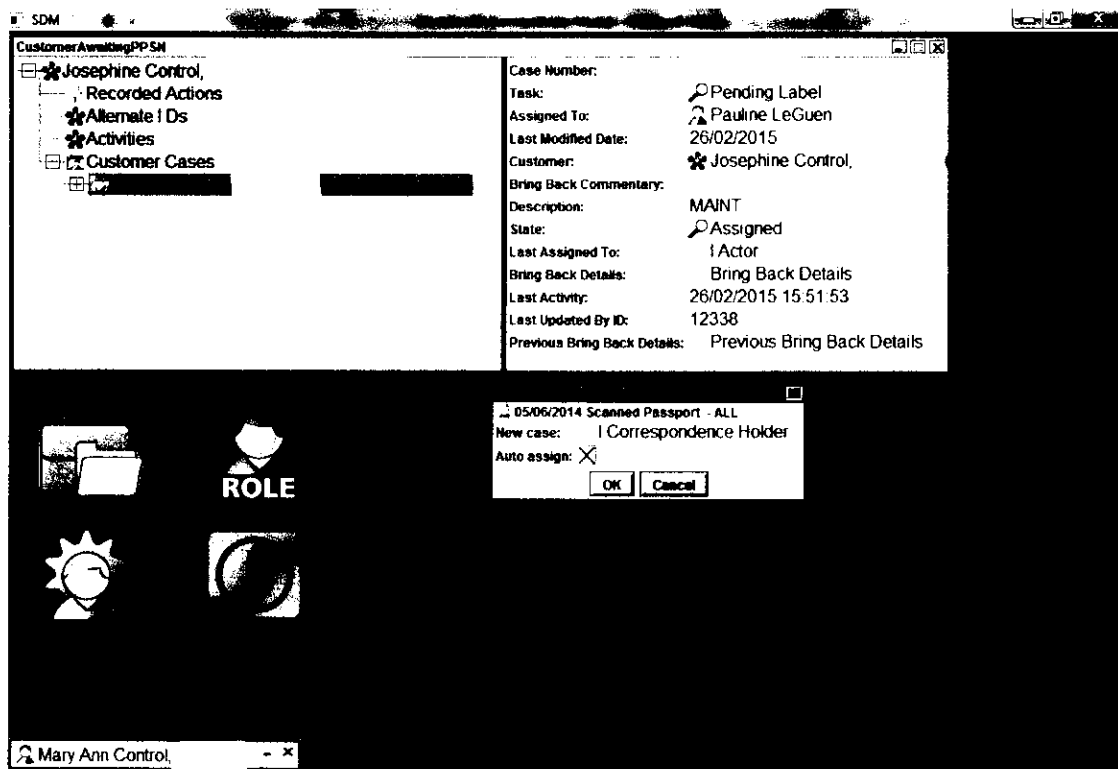 SDM
CustomerAwaitingPPSN
Josephine Control,
Recorded Actions
Alternate IDs
Activities
Customer Cases
Case Number:
Task: Pending Label
Assigned To: Pauline LeGuen
Last Modified Date: 26/02/2015
Customer: Josephine Control,
Bring Back Commentary:
Description: MAINT
State: Assigned
Last Assigned To: Actor
Bring Back Details: Bring Back Details
Last Activity: 26/02/2015 15:51:53
Last Updated By ID: 12338
Previous Bring Back Details: Previous Bring Back Details
05/06/2014 Scanned Passport - ALL
New case: Correspondence Holder
Auto assign:
OK Cancel
ROLE
Mary Ann Control,